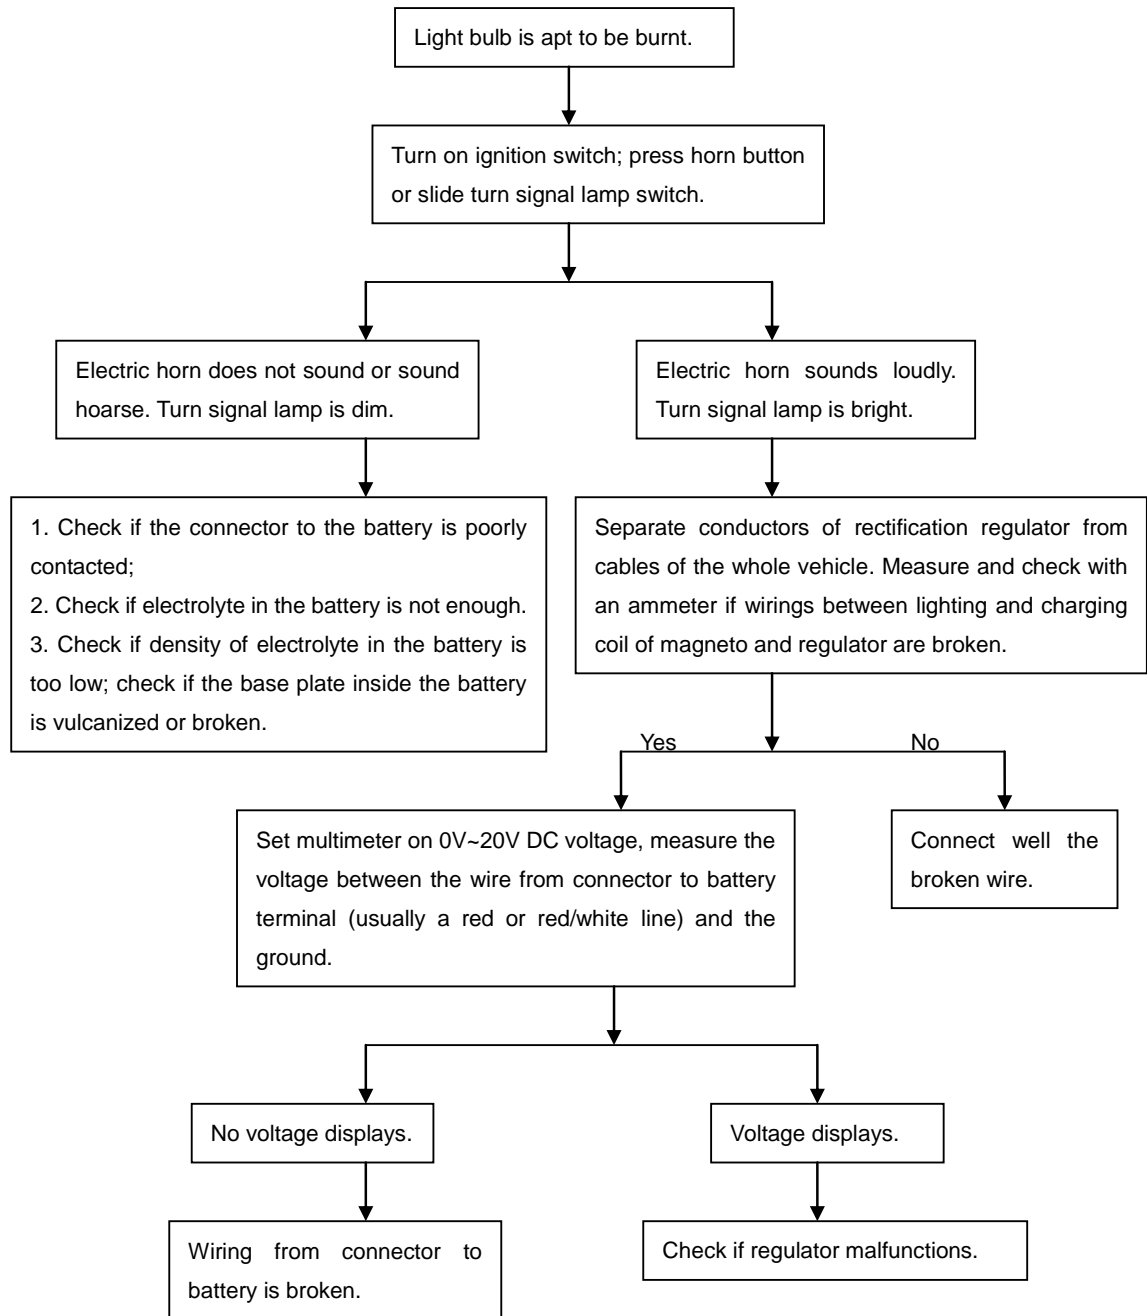 Light bulb is apt to be burnt.
Turn on ignition switch; press horn button
or slide turn signal lamp switch.
Electric horn does not sound or sound
hoarse. Turn signal lamp is dim.
Electric horn sounds loudly.
Turn signal lamp is bright.
1. Check if the connector to the battery is poorly
contacted;
2. Check if electrolyte in the battery is not enough.
3. Check if density of electrolyte in the battery is
too low; check if the base plate inside the battery
is vulcanized or broken.
Separate conductors of rectification regulator from
cables of the whole vehicle. Measure and check with
an ammeter if wirings between lighting and charging
coil of magneto and regulator are broken.
Yes
No
Set multimeter on 0V~20V DC voltage, measure the
voltage between the wire from connector to battery
terminal (usually a red or red/white line) and the
ground.
Connect well the
broken wire.
No voltage displays.
Voltage displays.
Wiring from connector to
battery is broken.
Check if regulator malfunctions.